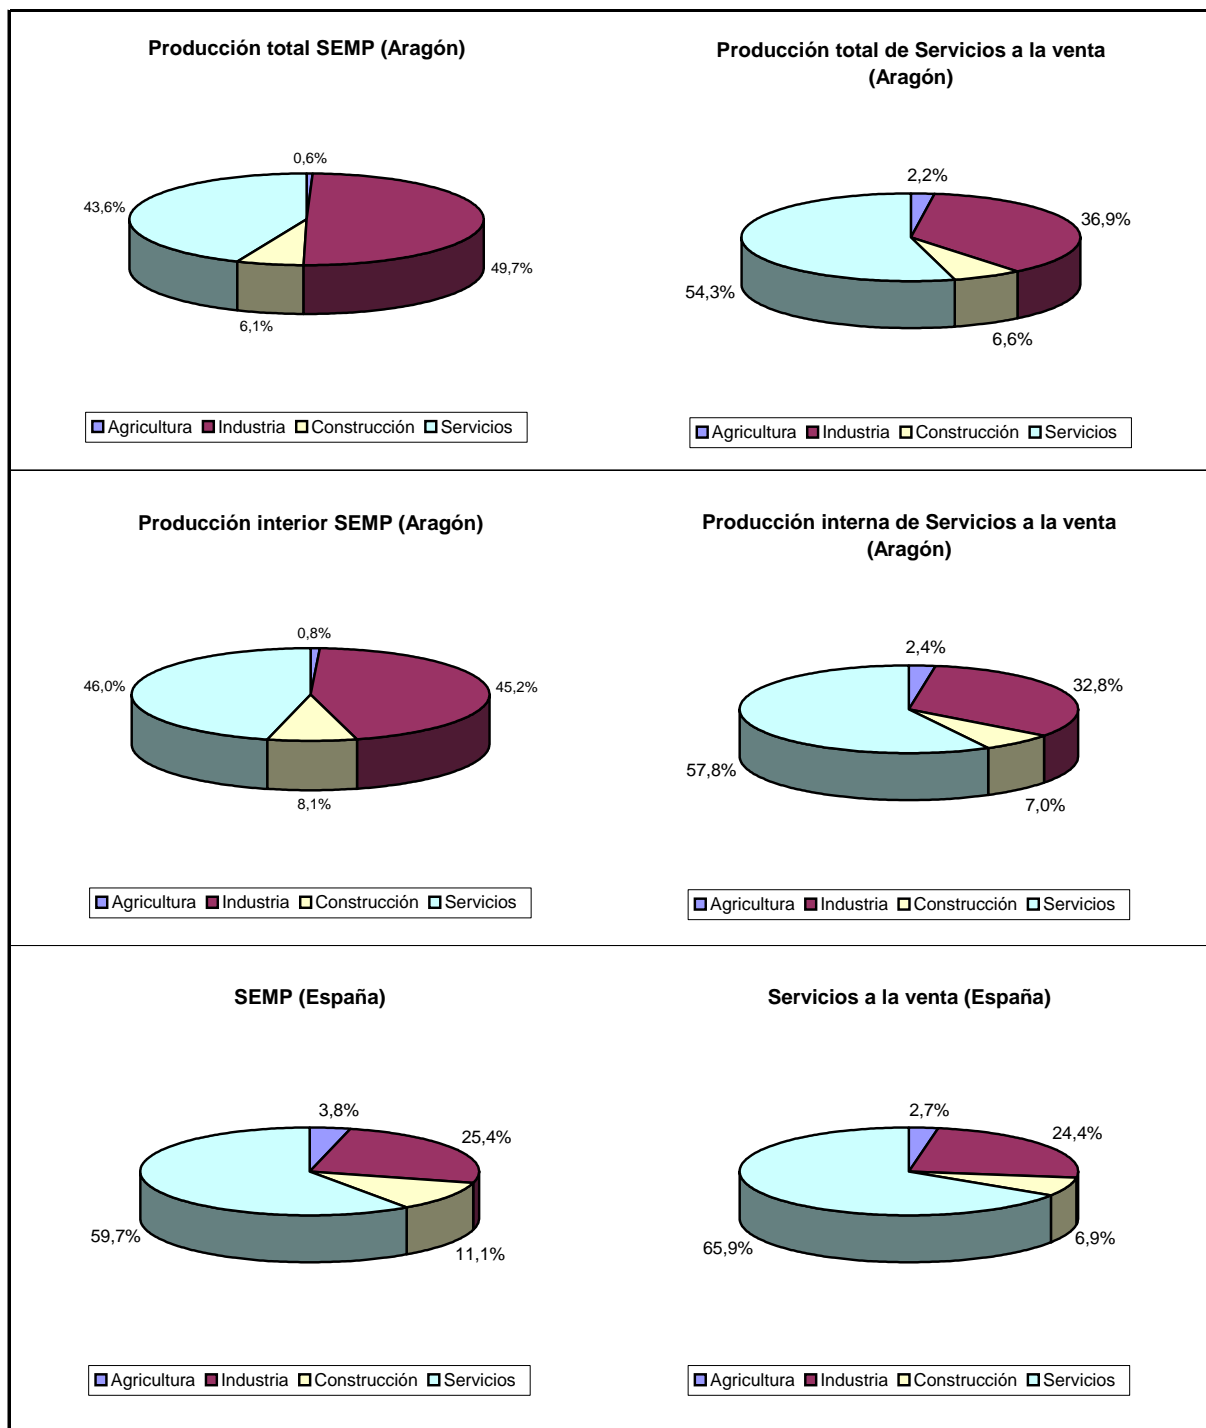 Producción total SEMP (Aragón)
0,6%
43,6%
49,7%
6,1%
Agricultura Industria Construcción Servicios
Producción total de Servicios a la venta
(Aragón)
2,2%
36,9%
54,3%
6,6%
Agricultura Industria Construcción Servicios
Producción interior SEMP (Aragón)
0,8%
46,0%
45,2%
8,1%
Agricultura Industria Construcción Servicios
Producción interna de Servicios a la venta
(Aragón)
2,4%
32,8%
57,8%
7,0%
Agricultura Industria Construcción Servicios
SEMP (España)
3,8%
25,4%
59,7%
11,1%
Agricultura Industria Construcción Servicios
Servicios a la venta (España)
2,7%
24,4%
65,9%
6,9%
Agricultura Industria Construcción Servicios